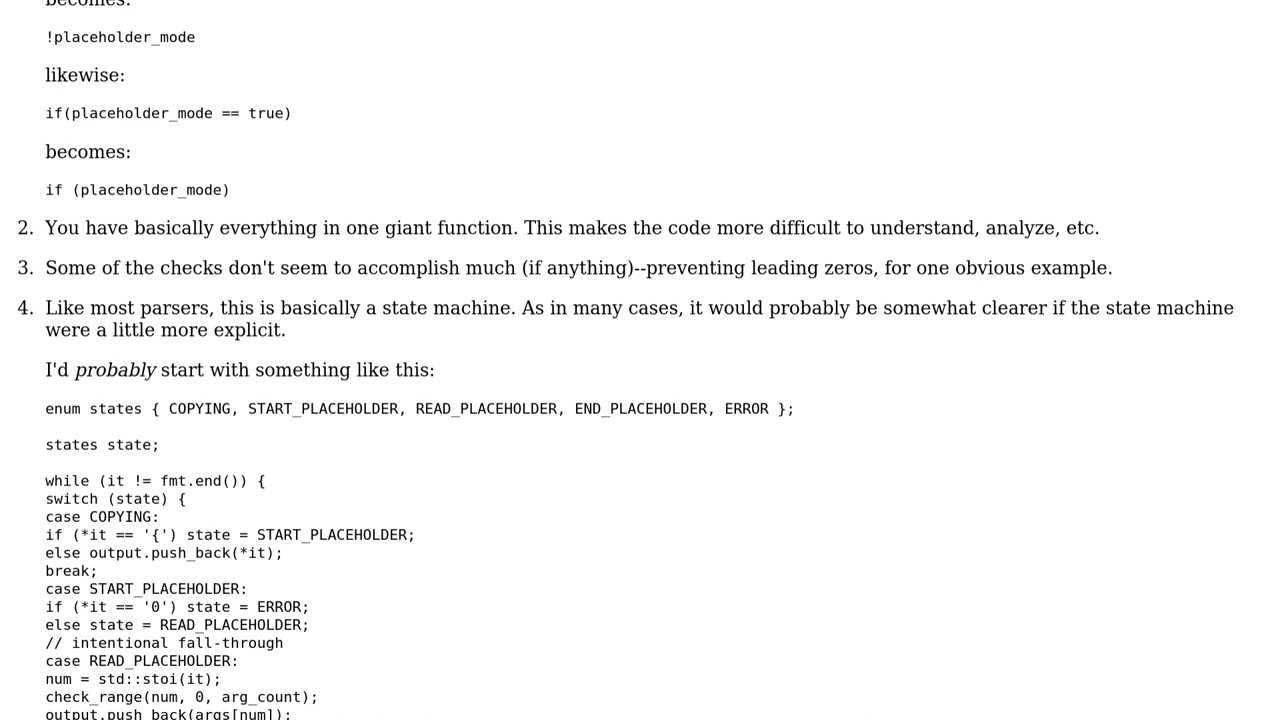 becomes:
!placeholder_mode
likewise:
if(placeholder_mode == true)
becomes:
if (placeholder_mode)
2. You have basically everything in one giant function. This makes the code more difficult to understand, analyze, etc.
3. Some of the checks don't seem to accomplish much (if anything)--preventing leading zeros, for one obvious example.
4. Like most parsers, this is basically a state machine. As in many cases, it would probably be somewhat clearer if the state machine
were a little more explicit.
I'd probably start with something like this:
enum states { COPYING, START_PLACEHOLDER, READ_PLACEHOLDER, END_PLACEHOLDER, ERROR };
states state;
while (it != fmt.end()) {
switch (state) {
case COPYING:
if (*it == '{') state = START_PLACEHOLDER;
else output.push_back(*it);
break;
case START_PLACEHOLDER:
if (*it == '0') state = ERROR;
else state = READ_PLACEHOLDER;
// intentional fall-through
case READ_PLACEHOLDER:
num = std::stoi(it);
check_range(num, 0, arg_count);
output.push_back(args[num]);